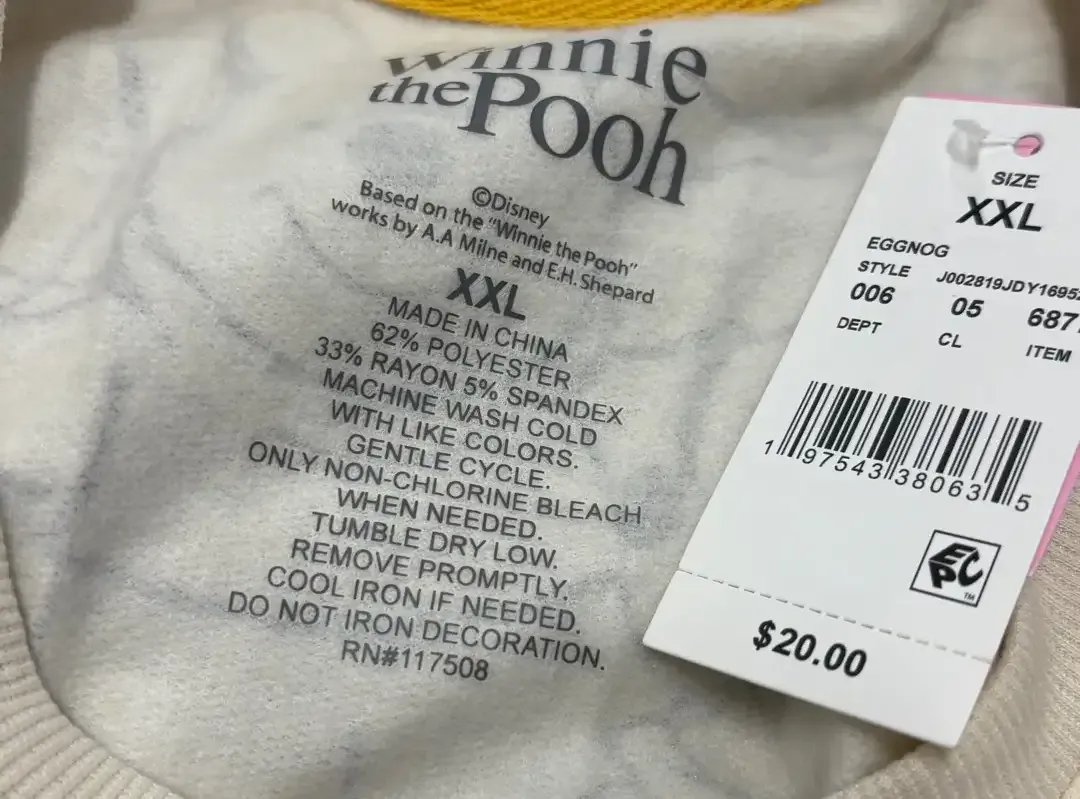 Winnie
the Pooh
©Disney
Based on the "Winnie the Pooh"
works by A.A Milne and E.H. Shepard
XXL
MADE IN CHINA
62% POLYESTER
33% RAYON 5% SPANDEX
MACHINE WASH COLD
WITH LIKE COLORS.
GENTLE CYCLE.
ONLY NON-CHLORINE BLEACH
WHEN NEEDED.
TUMBLE DRY LOW.
REMOVE PROMPTLY.
COOL IRON IF NEEDED.
DO NOT IRON DECORATION.
RN#117508
SIZE
XXL
EGGNOG
STYLE J002819JDY1695
006 05 687
DEPT CL ITEM
1 97543 38063 5
EPC
TM
$20.00